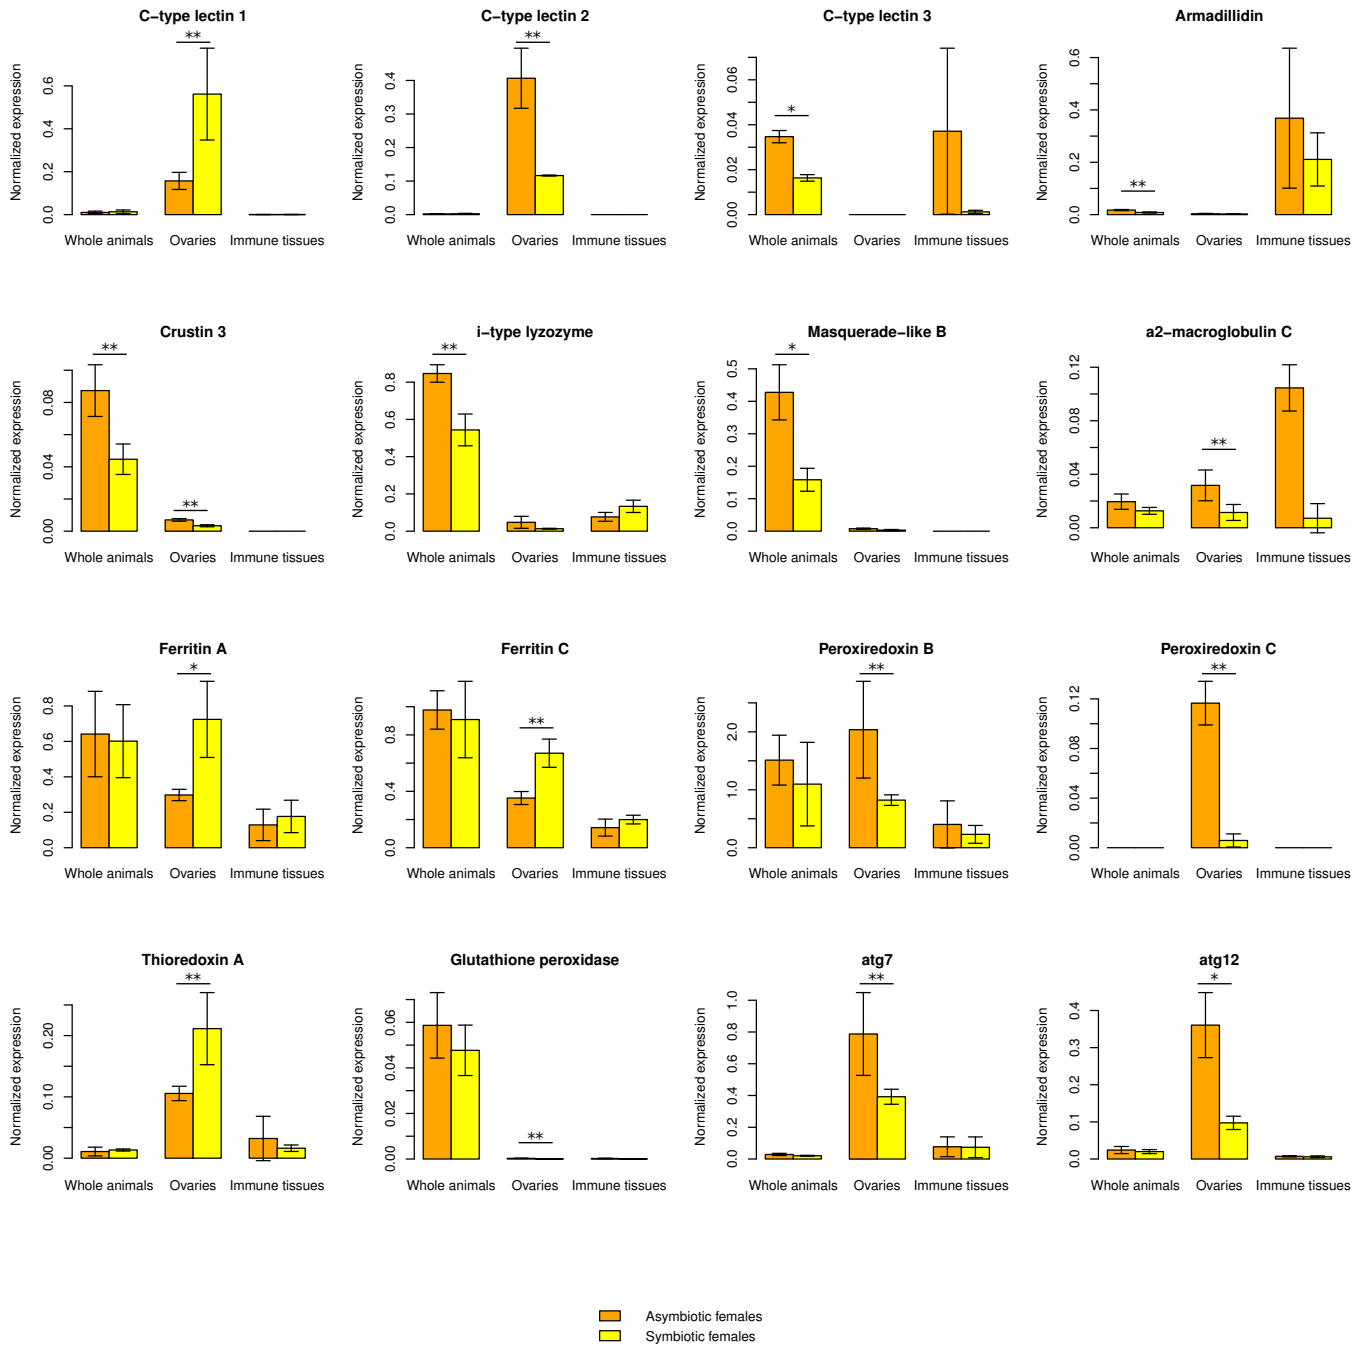 C−type lectin 1
**
Normalized expression
0.0 0.2 0.4 0.6
Whole animals Ovaries Immune tissues
C−type lectin 2
**
Normalized expression
0.0 0.1 0.2 0.3 0.4
Whole animals Ovaries Immune tissues
C−type lectin 3
*
Normalized expression
0.00 0.02 0.04 0.06
Whole animals Ovaries Immune tissues
Armadillidin
**
Normalized expression
0.0 0.2 0.4 0.6
Whole animals Ovaries Immune tissues
Crustin 3
**
**
Normalized expression
0.00 0.04 0.08
Whole animals Ovaries Immune tissues
i−type lyzozyme
**
Normalized expression
0.0 0.2 0.4 0.6 0.8
Whole animals Ovaries Immune tissues
Masquerade−like B
*
Normalized expression
0.0 0.1 0.2 0.3 0.4 0.5
Whole animals Ovaries Immune tissues
a2−macroglobulin C
**
Normalized expression
0.00 0.04 0.08 0.12
Whole animals Ovaries Immune tissues
Ferritin A
*
Normalized expression
0.0 0.2 0.4 0.6 0.8
Whole animals Ovaries Immune tissues
Ferritin C
**
Normalized expression
0.0 0.4 0.8
Whole animals Ovaries Immune tissues
Peroxiredoxin B
**
Normalized expression
0.0 1.0 2.0
Whole animals Ovaries Immune tissues
Peroxiredoxin C
**
Normalized expression
0.00 0.04 0.08 0.12
Whole animals Ovaries Immune tissues
Thioredoxin A
**
Normalized expression
0.00 0.10 0.20
Whole animals Ovaries Immune tissues
Glutathione peroxidase
**
Normalized expression
0.00 0.02 0.04 0.06
Whole animals Ovaries Immune tissues
atg7
**
Normalized expression
0.0 0.2 0.4 0.6 0.8 1.0
Whole animals Ovaries Immune tissues
atg12
*
Normalized expression
0.0 0.1 0.2 0.3 0.4
Whole animals Ovaries Immune tissues
Asymbiotic females
Symbiotic females